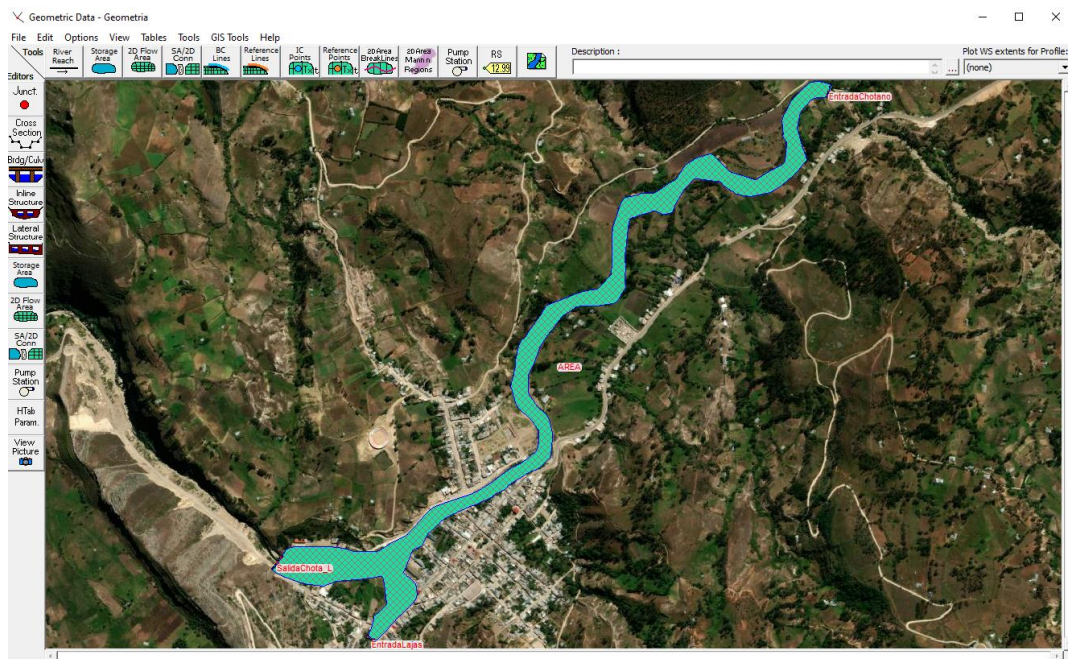 Geometric Data - Geometria
File Edit Options View Tables Tools GIS Tools Help
Tools
River Reach
Storage Area
2D Flow Area
SA/2D Conn
BC Lines
Reference Lines
IC Points
Reference Points
2D Area BreakLines
2D Area Mann n Regions
Pump Station
RS
12.99
Description :
...
Plot WS extents for Profile:
(none)
Editors
Junct.
Cross Section
Brdg/Culv
Inline Structure
Lateral Structure
Storage Area
2D Flow Area
SA/2D Conn
Pump Station
HTab Param.
View Picture
EntradaChotano
AREA
SalidaChota_L
EntradaLajas